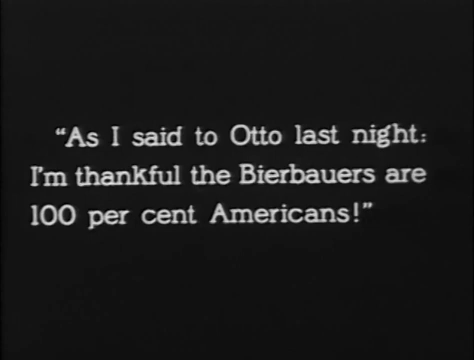 “As I said to Otto last night:
I'm thankful the Bierbauers are
100 per cent Americans!”